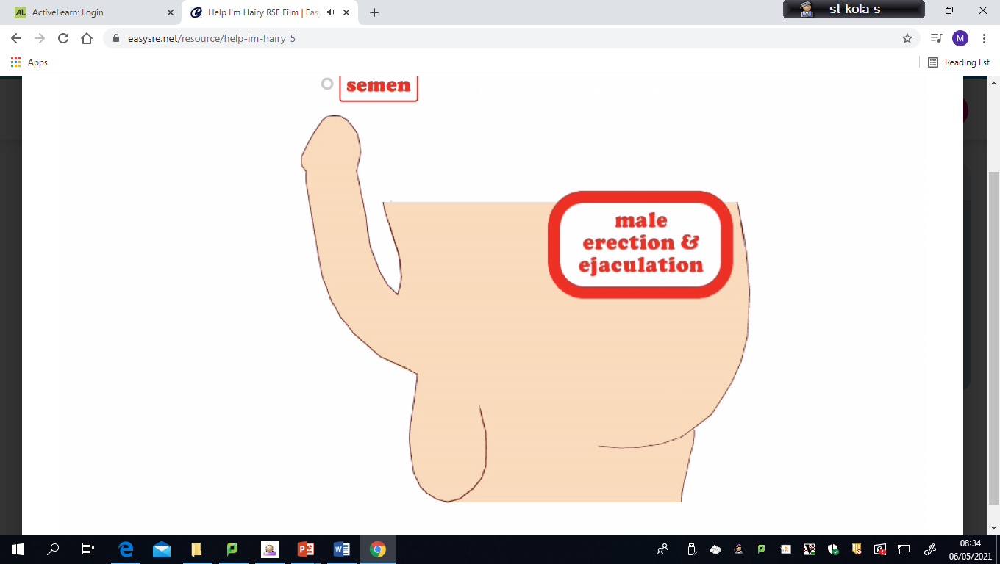 ActiveLearn: Login
Help I'm Hairy RSE Film | Eas
st-kola-s
easysre.net/resource/help-im-hairy_5
M
Apps
Reading list
semen
male
erection &
ejaculation
08:34
06/05/2021